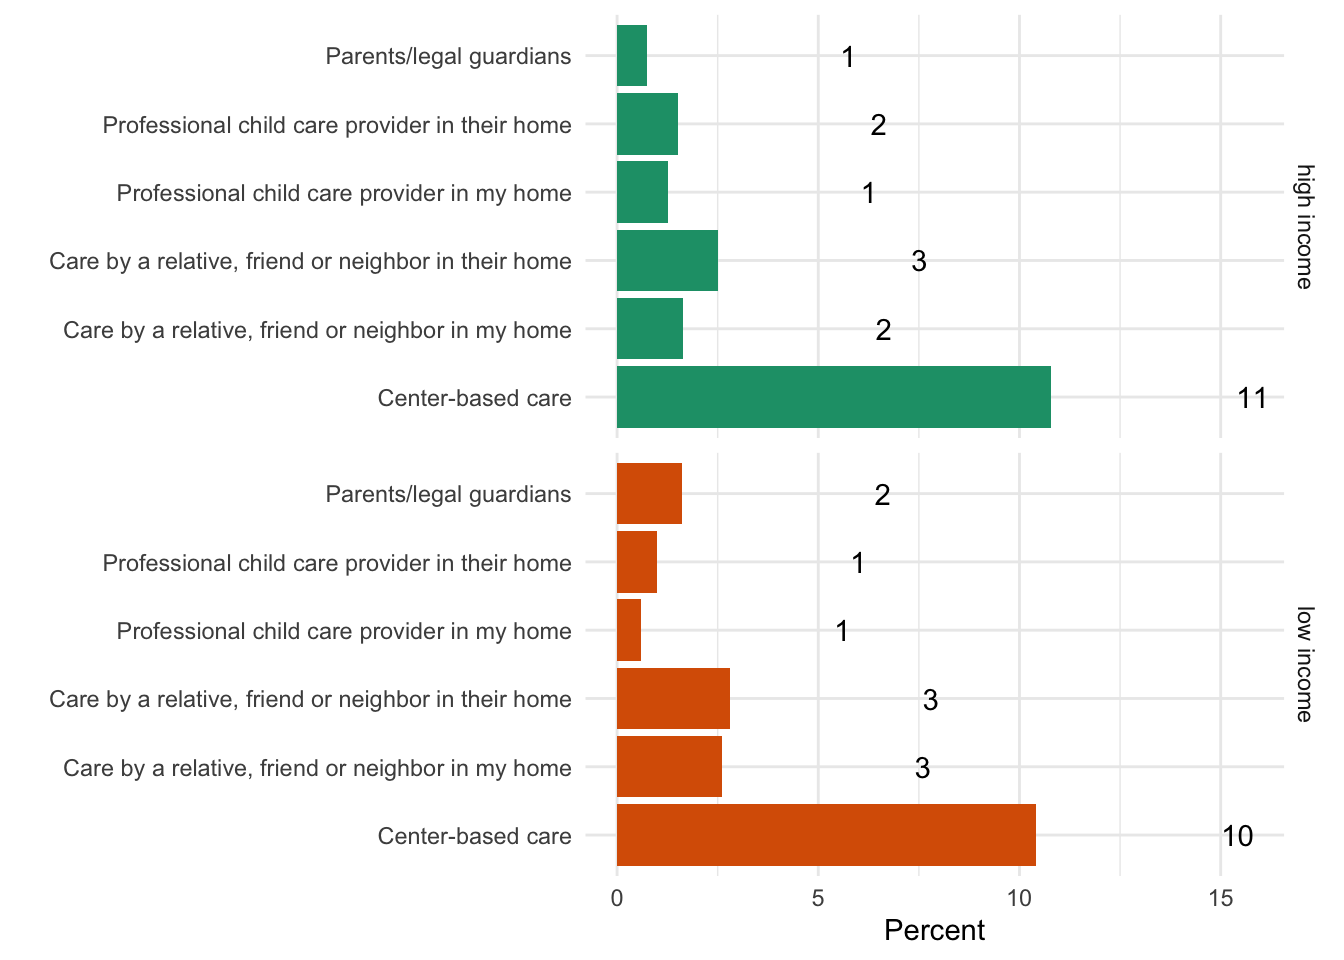 Parents/legal guardians 1
Professional child care provider in their home 2
Professional child care provider in my home 1
Care by a relative, friend or neighbor in their home 3
Care by a relative, friend or neighbor in my home 2
Center-based care 11
high income
Parents/legal guardians 2
Professional child care provider in their home 1
Professional child care provider in my home 1
Care by a relative, friend or neighbor in their home 3
Care by a relative, friend or neighbor in my home 3
Center-based care 10
low income
0 5 10 15
Percent